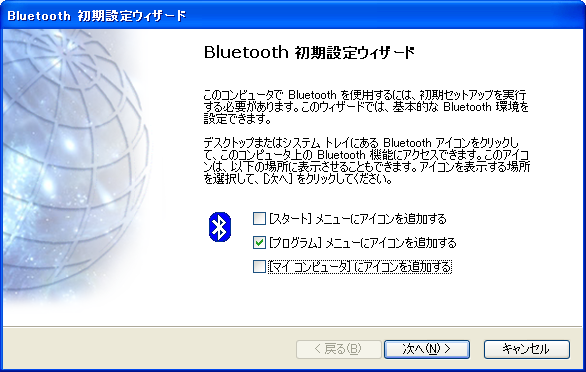 Bluetooth 初期設定ウィザード
Bluetooth 初期設定ウィザード
このコンピュータで Bluetooth を使用するには、初期セットアップを実行
する必要があります。このウィザードでは、基本的な Bluetooth 環境を
設定できます。
デスクトップまたはシステム トレイにある Bluetooth アイコンをクリックし
て、このコンピュータ上の Bluetooth 機能にアクセスできます。このアイコ
ンは、以下の場所に表示させることもできます。アイコンを表示する場所
を選択して、[次へ] をクリックしてください。
[スタート] メニューにアイコンを追加する
[プログラム] メニューにアイコンを追加する
[マイ コンピュータ] にアイコンを追加する
< 戻る(B)
次へ(N) >
キャンセル